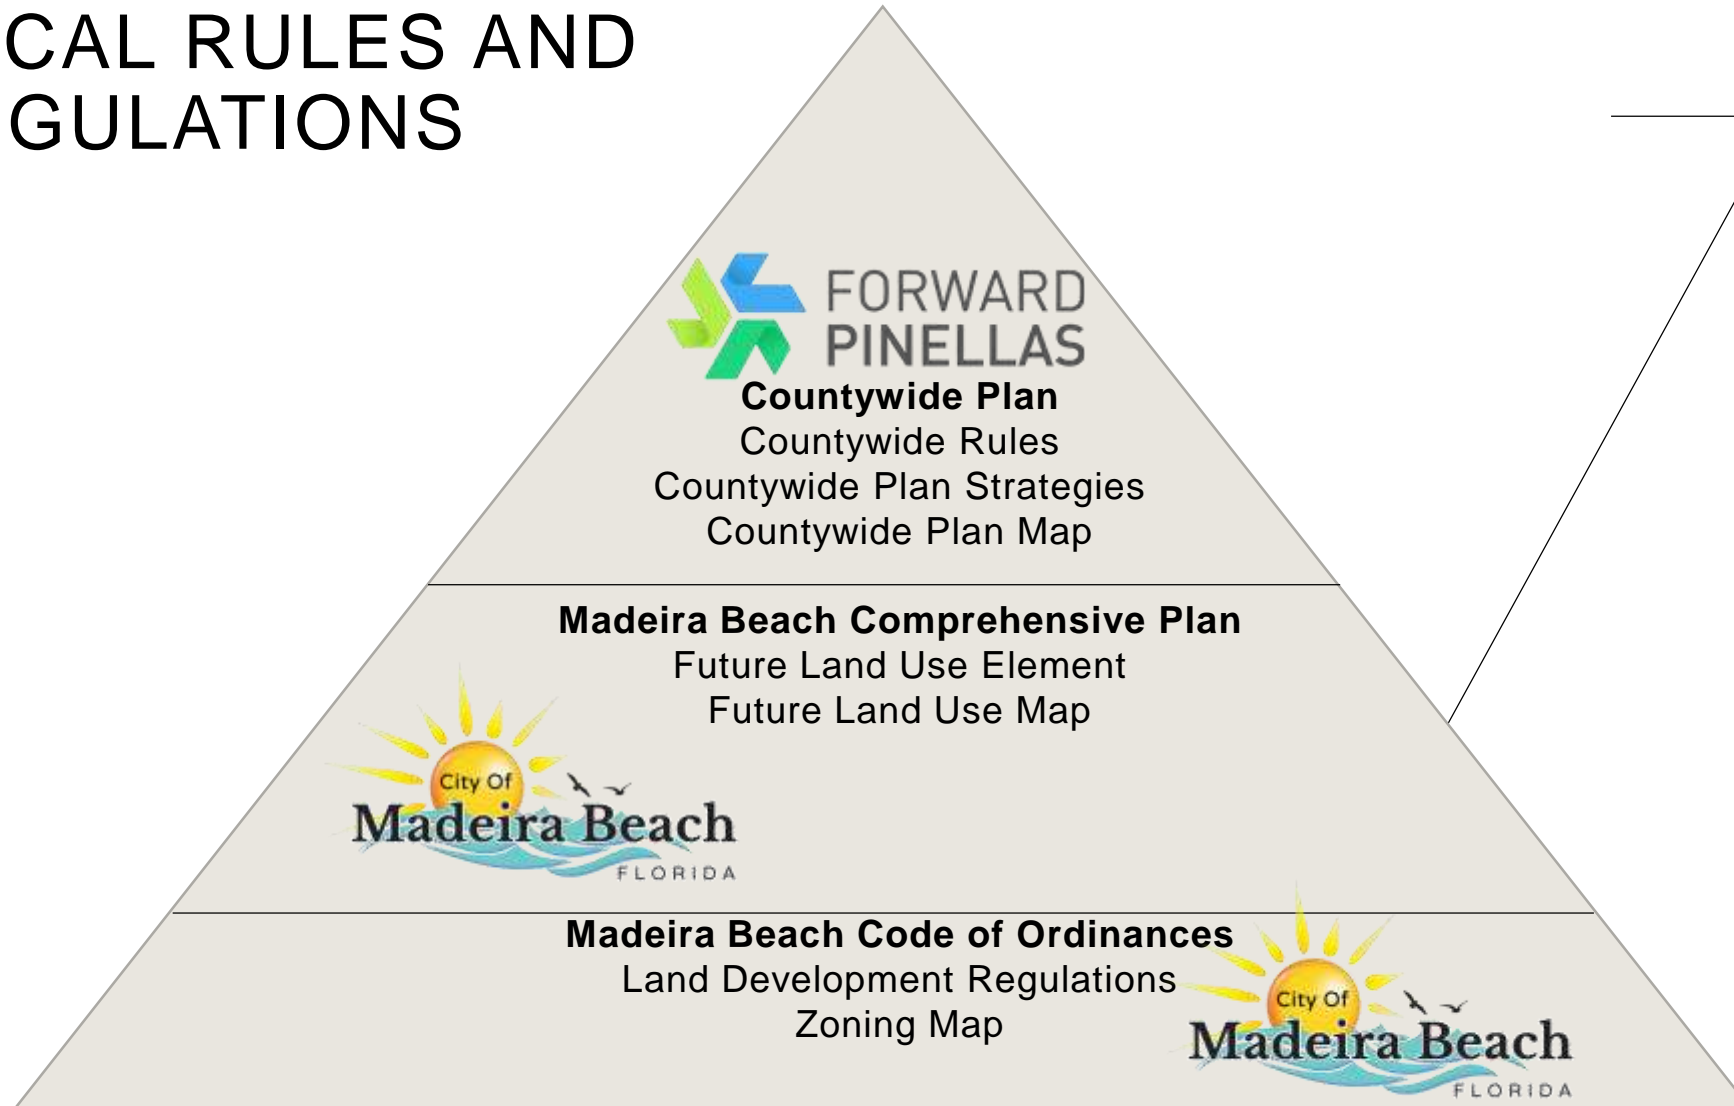 CAL RULES AND
GULATIONS
FORWARD
PINELLAS
Countywide Plan
Countywide Rules
Countywide Plan Strategies
Countywide Plan Map
Madeira Beach Comprehensive Plan
Future Land Use Element
Future Land Use Map
City Of
Madeira Beach
FLORIDA
Madeira Beach Code of Ordinances
Land Development Regulations
Zoning Map
City Of
Madeira Beach
FLORIDA